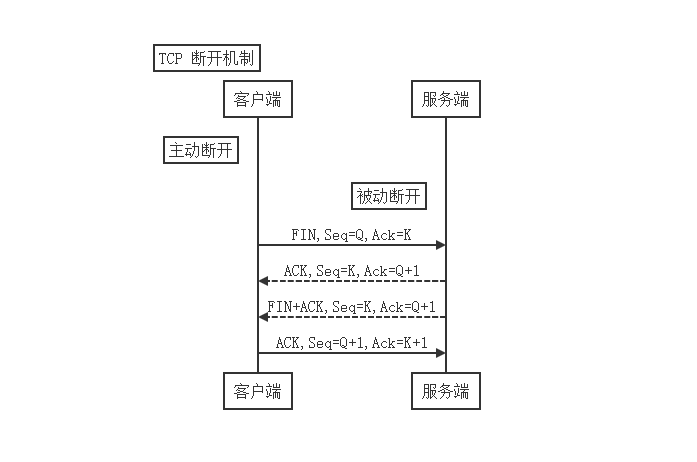 TCP 断开机制
客户端
服务端
主动断开
被动断开
FIN,Seq=Q,Ack=K
ACK,Seq=K,Ack=Q+1
FIN+ACK,Seq=K,Ack=Q+1
ACK,Seq=Q+1,Ack=K+1
客户端
服务端